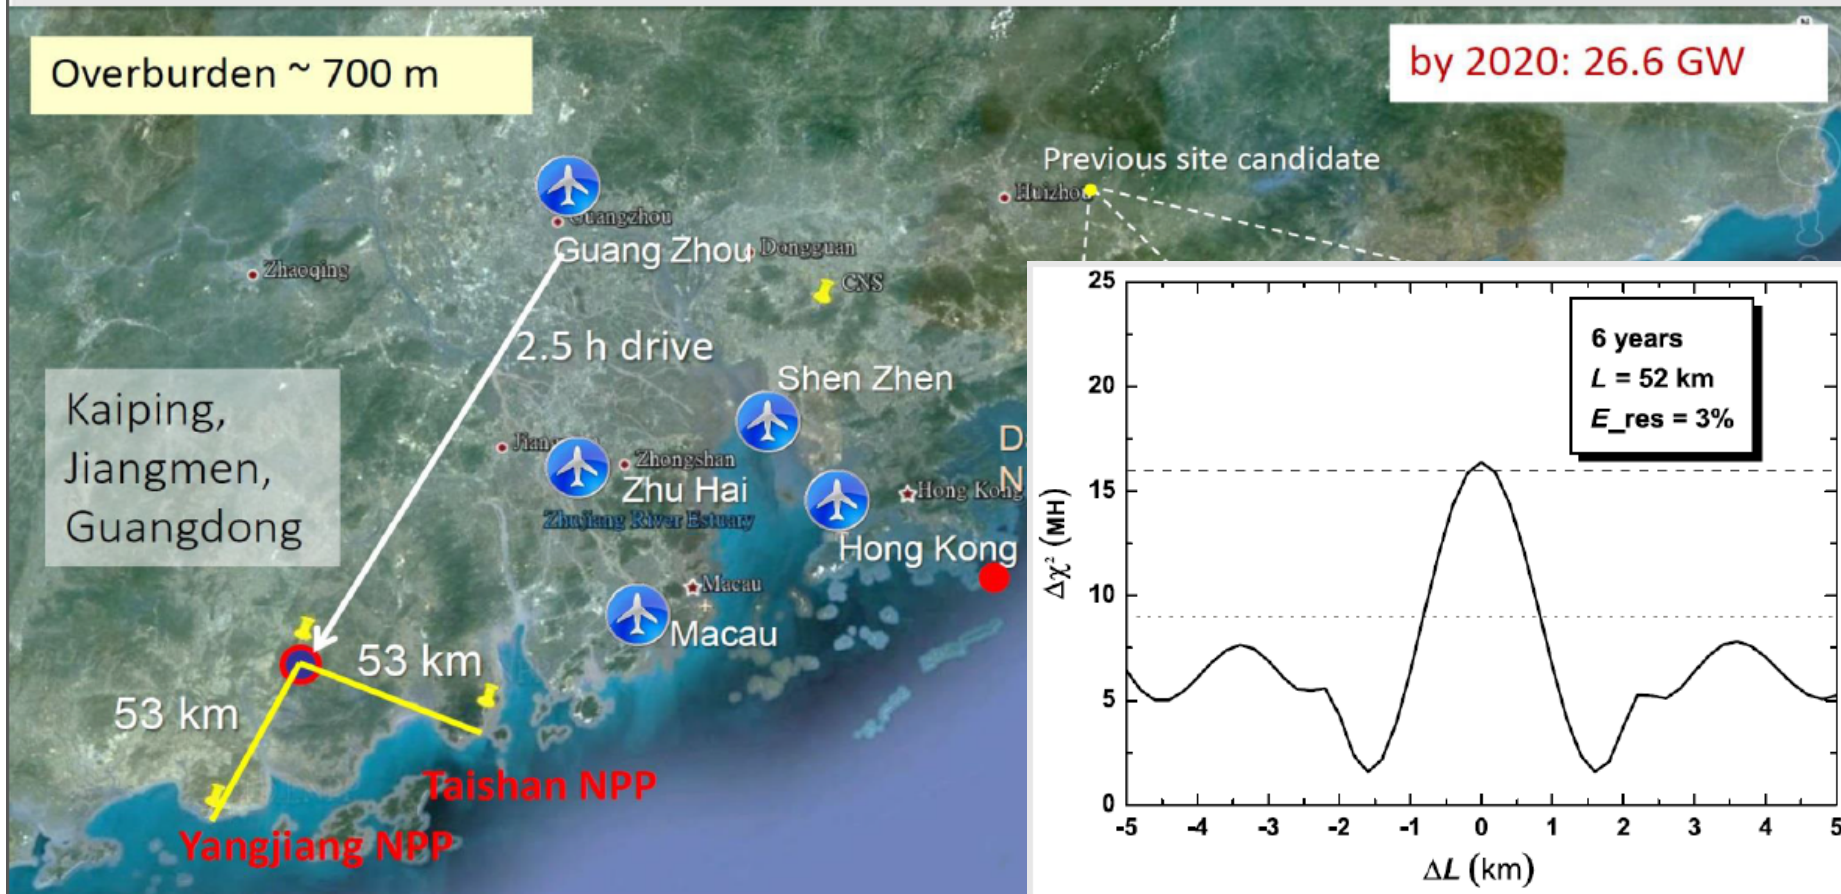 Overburden ~ 700 m
by 2020: 26.6 GW
N
Previous site candidate
Huizhou
Guangzhou
Guang Zhou
Dongguan
Zhaoqing
CNS
2.5 h drive
Shen Zhen
Kaiping,
Jiangmen,
Guangdong
Zhongshan
Zhu Hai
Zhujiang River Estuary
Hong Kong
Hong Kong
D
N
Macau
Macau
53 km
53 km
Taishan NPP
Yangjiang NPP
6 years
L = 52 km
E_res = 3%
Δχ² (MH)
25
20
15
10
5
0
-5 -4 -3 -2 -1 0 1 2 3 4 5
ΔL (km)